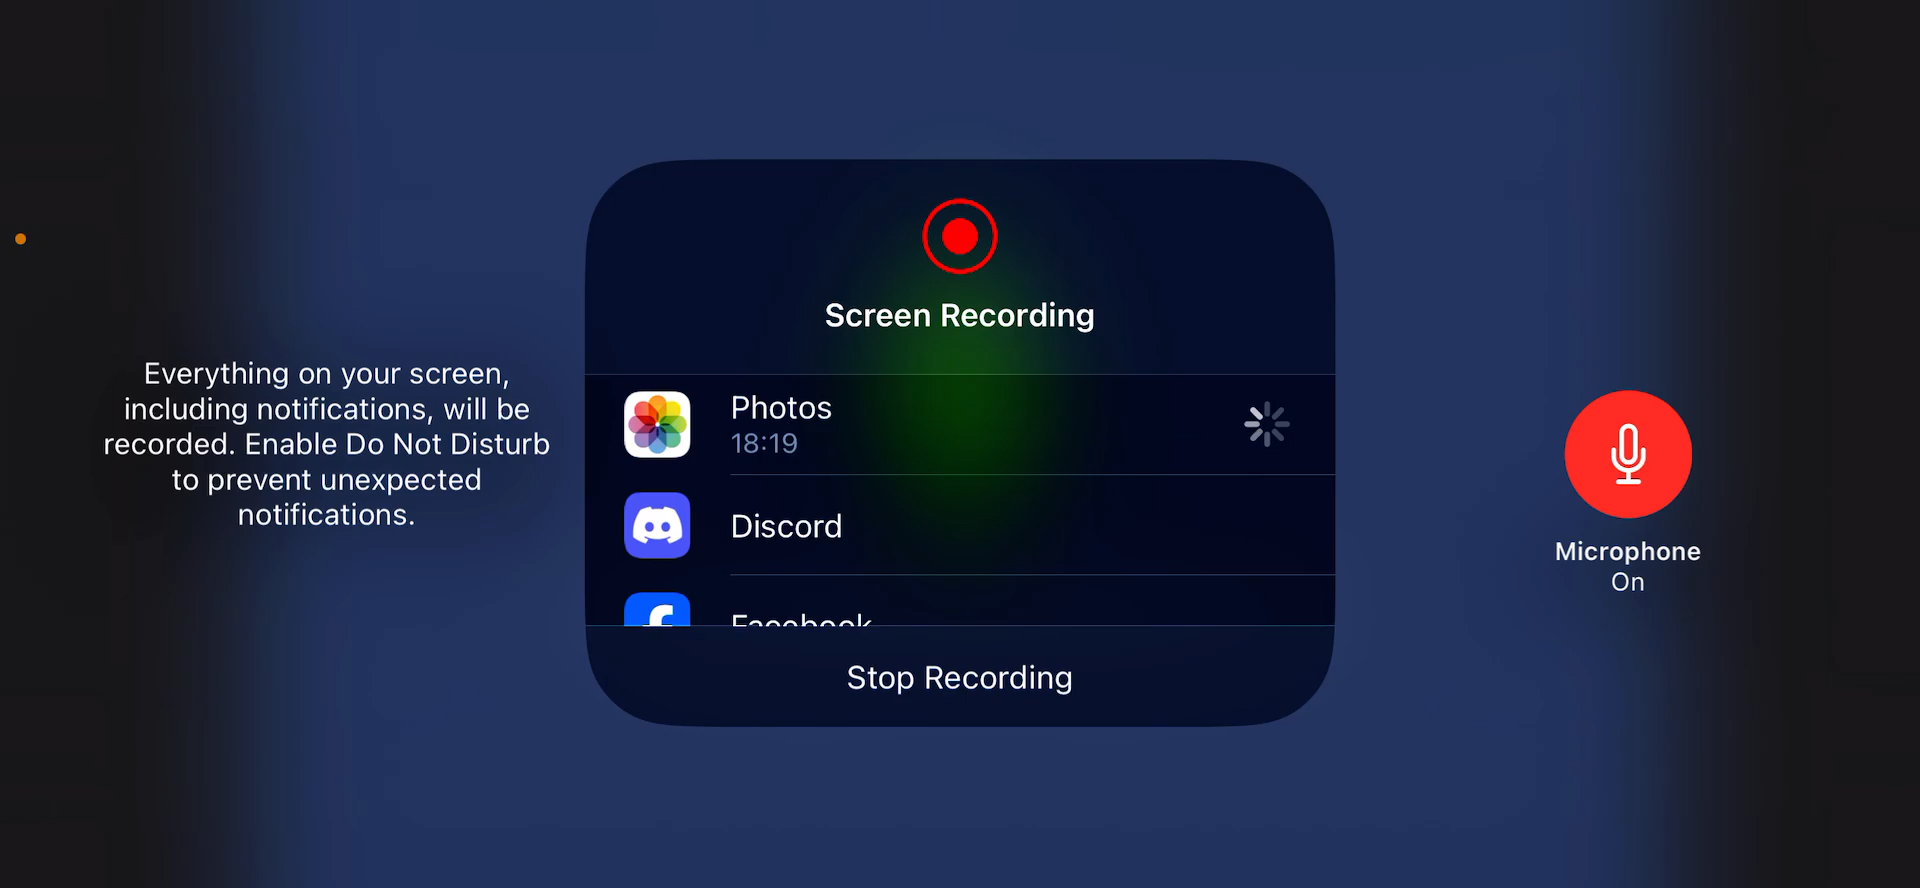 Everything on your screen,
including notifications, will be
recorded. Enable Do Not Disturb
to prevent unexpected
notifications.
Screen Recording
Photos
18:19
Discord
Facebook
Stop Recording
Microphone
On